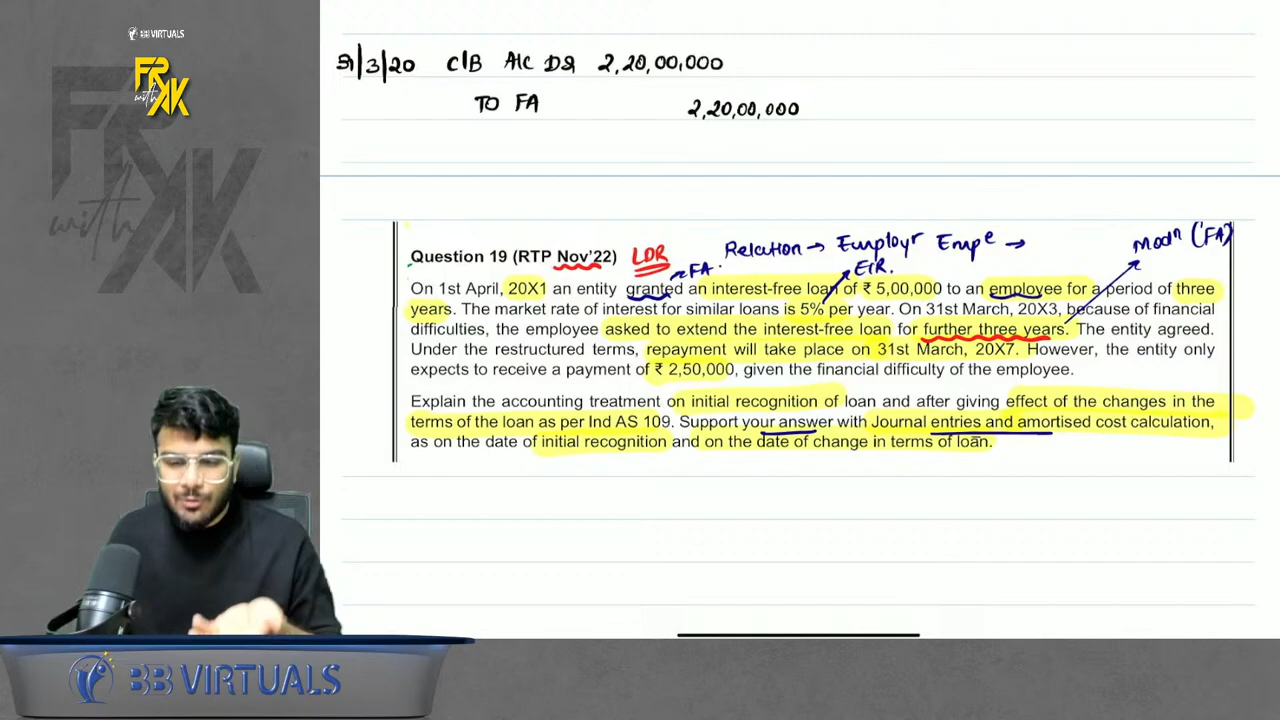 BB VIRTUALS
FR
with
AK
FR
with
AK
31/3/20 C/B A/C DR 2,20,00,000
TO FA 2,20,00,000
Relation → Employr Empe → Modn (FA)
FA. EIR.
Question 19 (RTP Nov'22) LDR
On 1st April, 20X1 an entity granted an interest-free loan of ₹ 5,00,000 to an employee for a period of three
years. The market rate of interest for similar loans is 5% per year. On 31st March, 20X3, because of financial
difficulties, the employee asked to extend the interest-free loan for further three years. The entity agreed.
Under the restructured terms, repayment will take place on 31st March, 20X7. However, the entity only
expects to receive a payment of ₹ 2,50,000, given the financial difficulty of the employee.
Explain the accounting treatment on initial recognition of loan and after giving effect of the changes in the
terms of the loan as per Ind AS 109. Support your answer with Journal entries and amortised cost calculation,
as on the date of initial recognition and on the date of change in terms of loan.
BB VIRTUALS